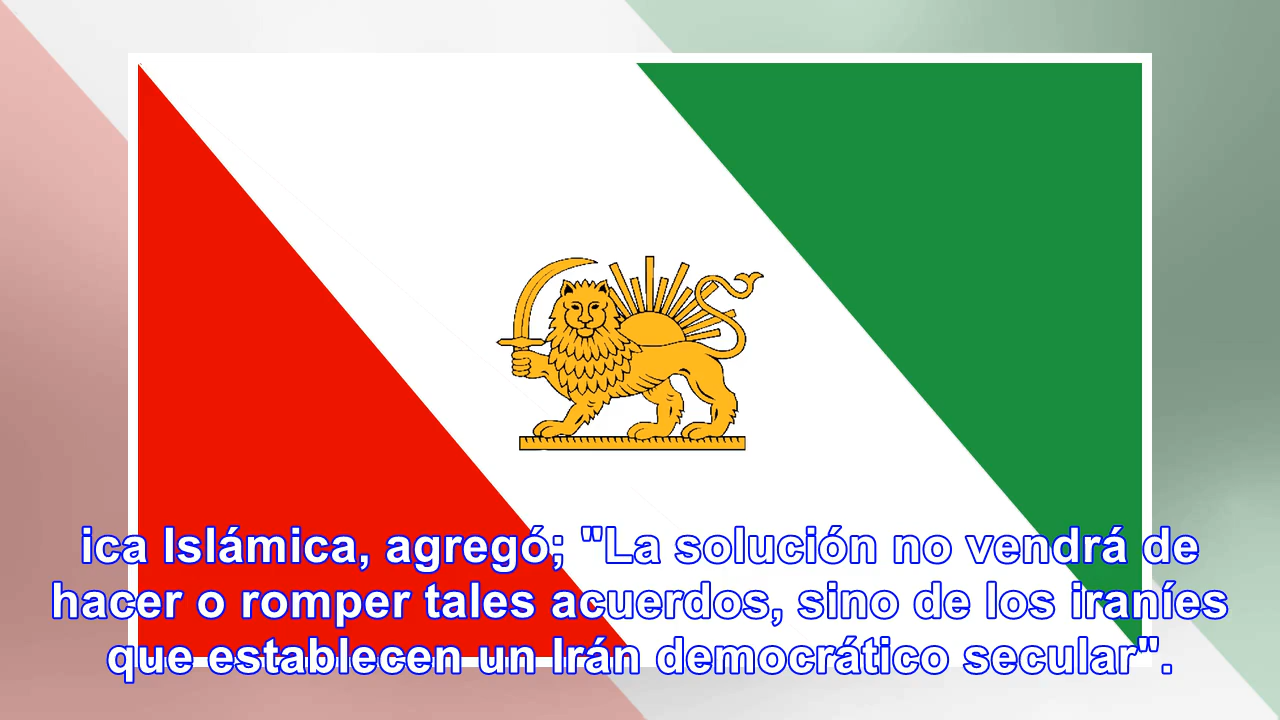 ica Islámica, agregó; "La solución no vendrá de
hacer o romper tales acuerdos, sino de los iraníes
que establecen un Irán democrático secular".